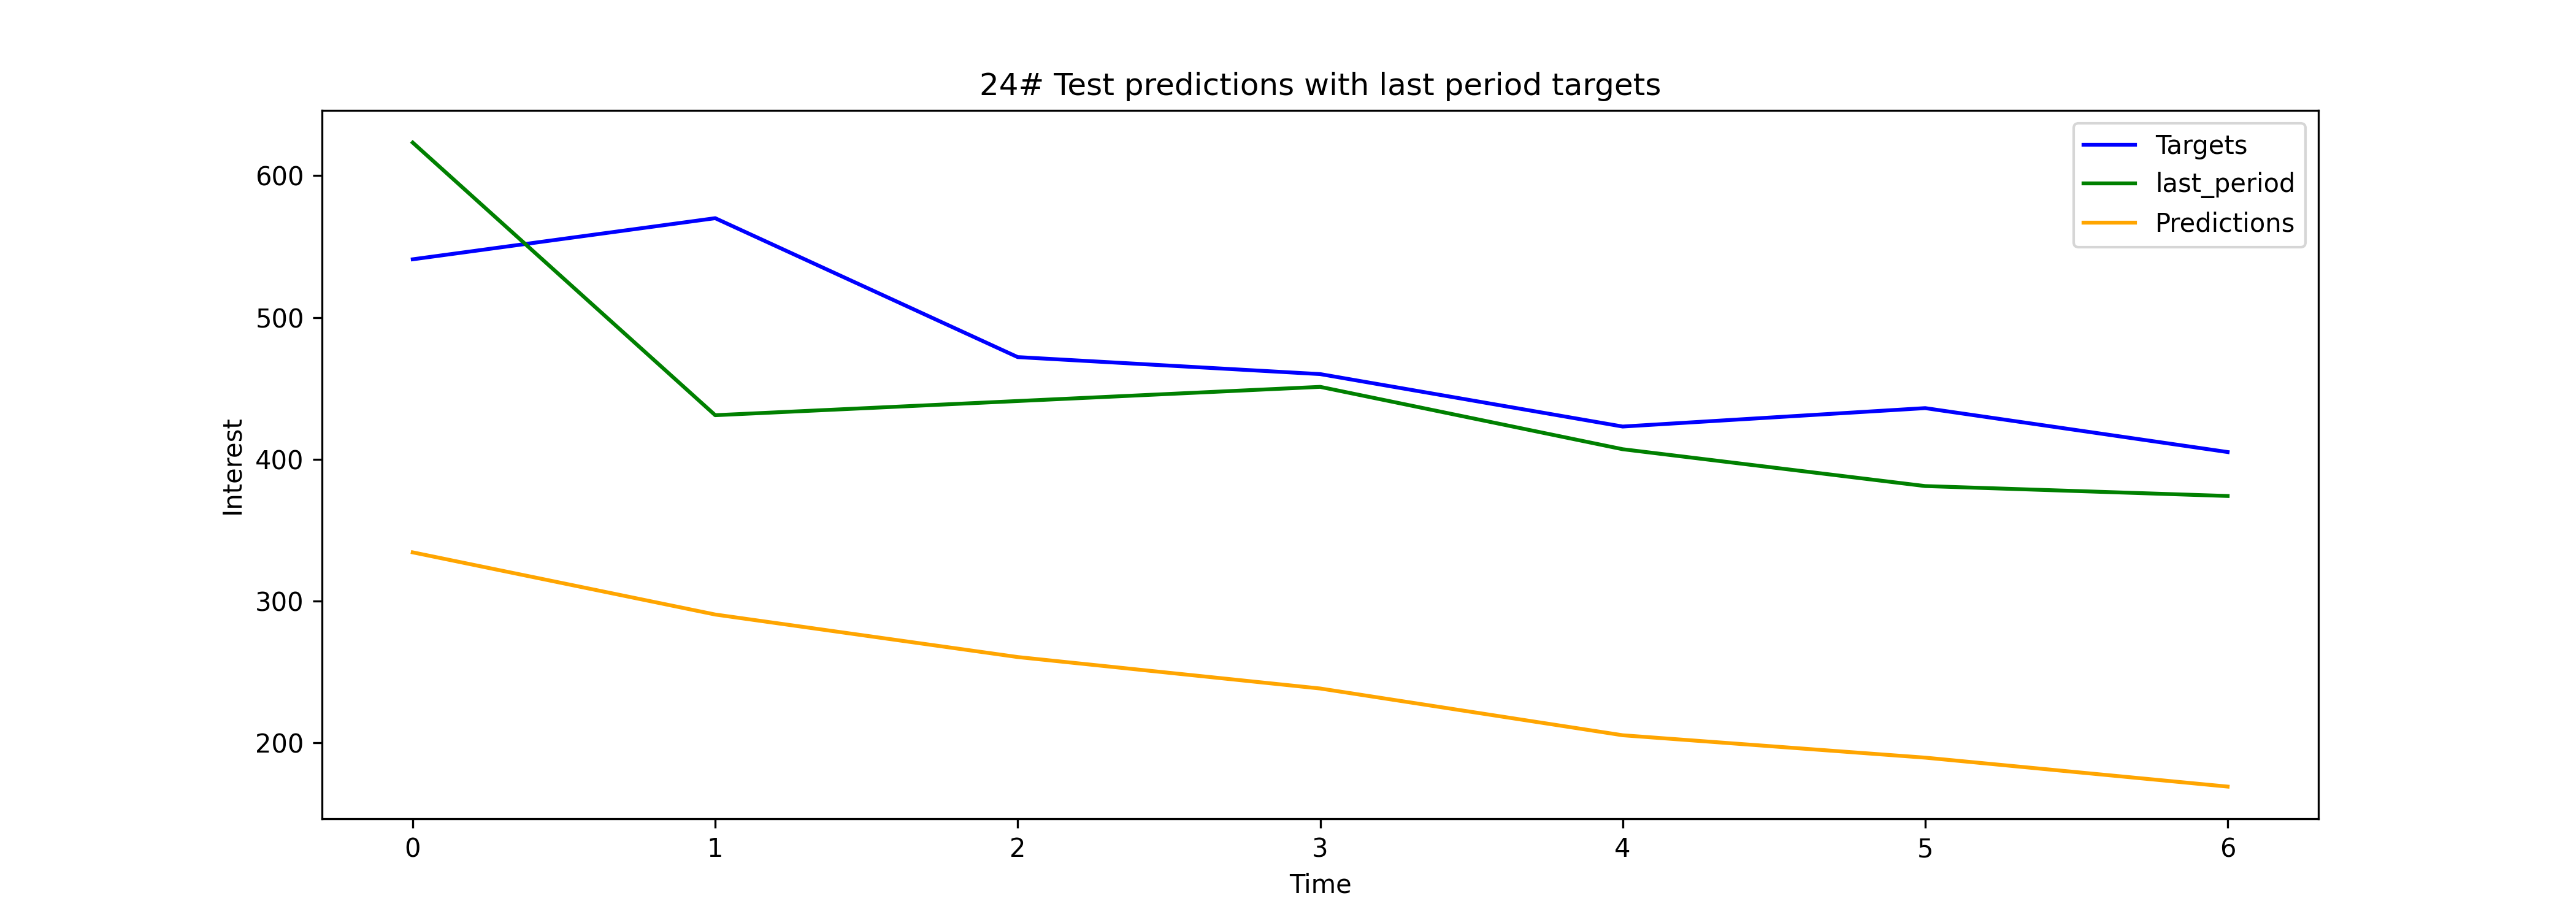 24# Test predictions with last period targets
Targets
last_period
Predictions
Interest
600
500
400
300
200
0 1 2 3 4 5 6
Time